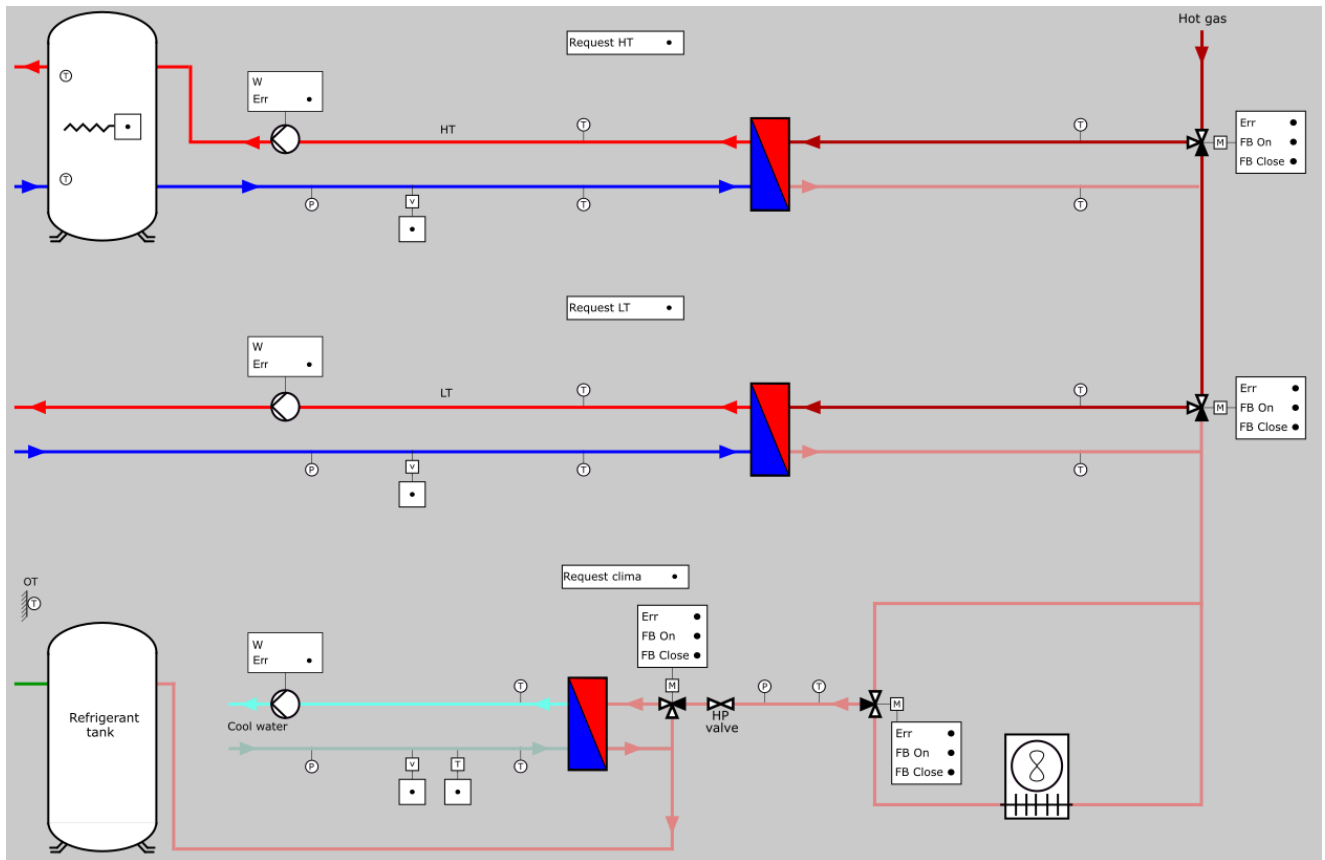 Hot gas
Request HT
W
Err
Err
FB On
FB Close
M
T
HT
T
T
T
P
V
T
T
Request LT
W
Err
Err
FB On
FB Close
M
LT
T
T
P
V
T
T
Request clima
OT
T
Err
FB On
FB Close
W
Err
M
T
P
T
M
Refrigerant
tank
Cool water
HP
valve
Err
FB On
FB Close
P
V
T
T